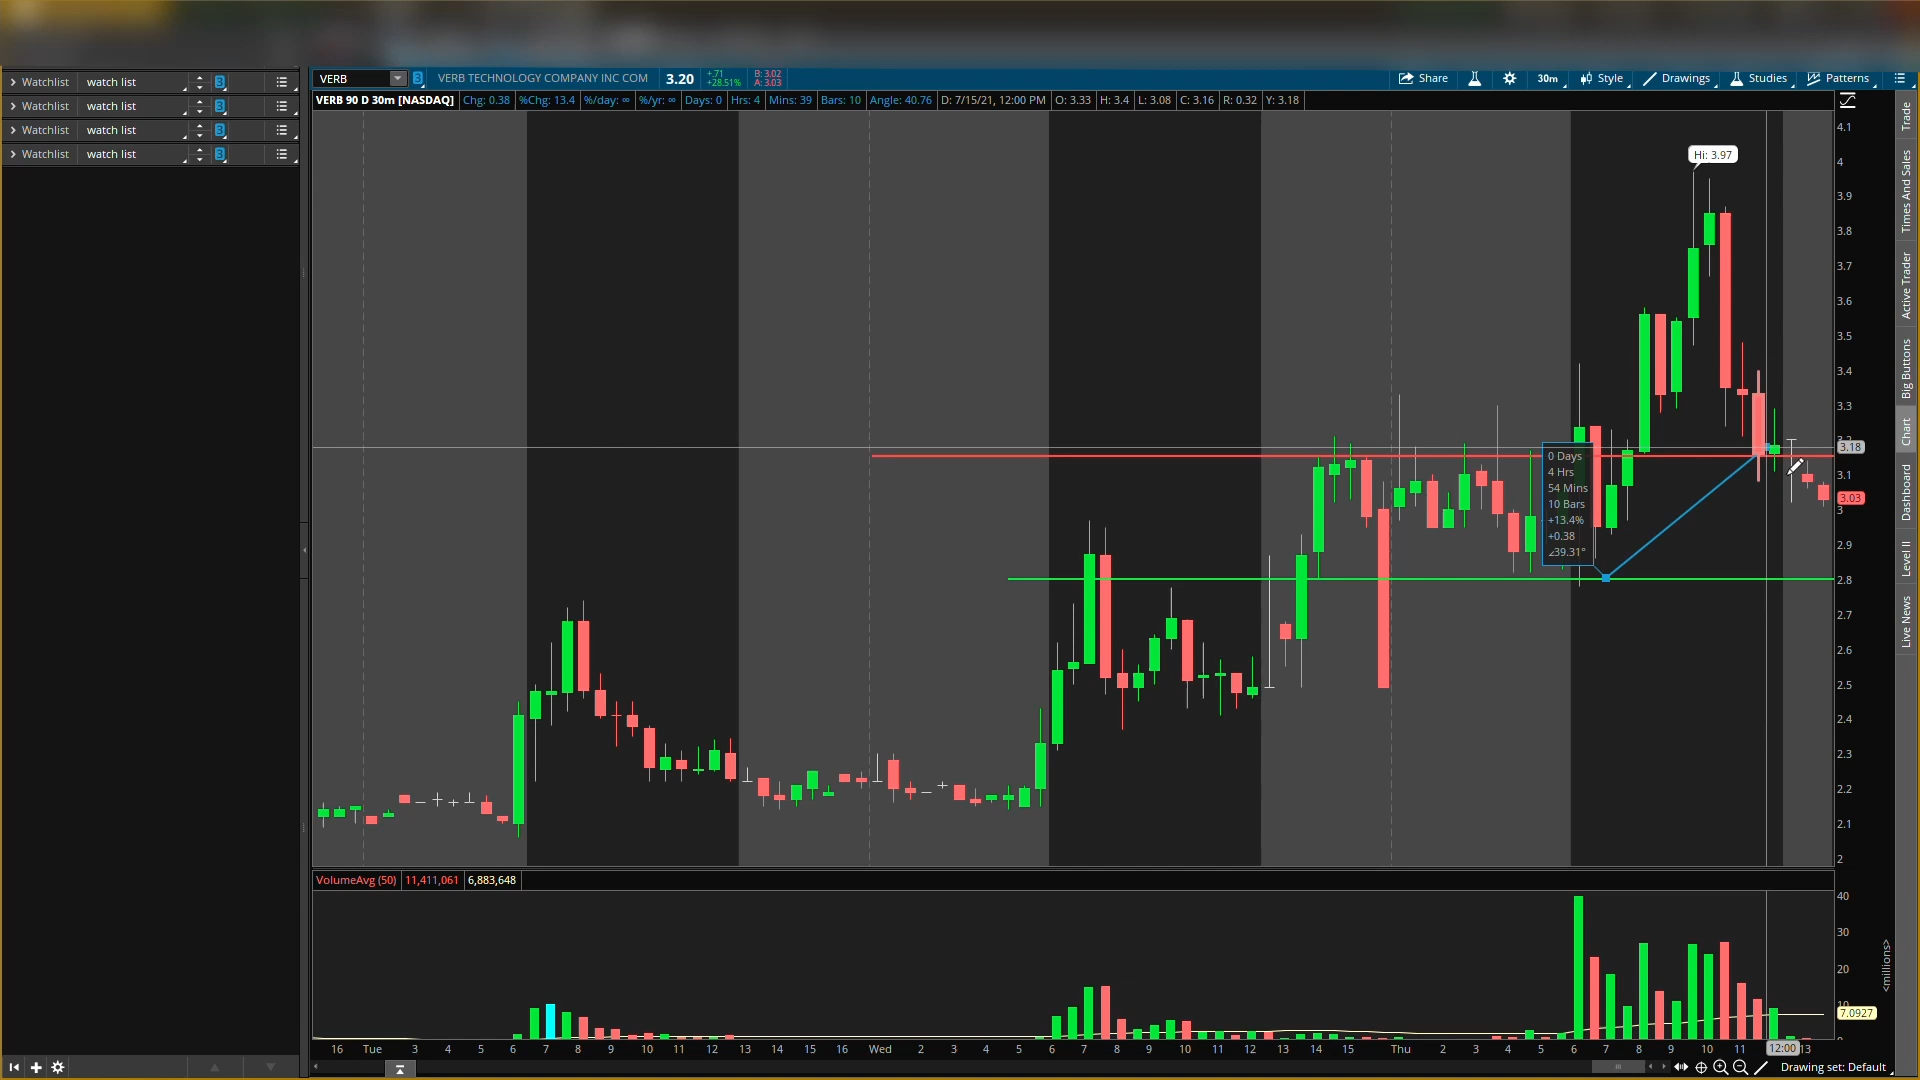 Watchlist watch list 3
Watchlist watch list 3
Watchlist watch list 3
Watchlist watch list 3
VERB 3 VERB TECHNOLOGY COMPANY INC COM 3.20 +.71 +28.51% B: 3.02 A: 3.03 Share 30m Style Drawings Studies Patterns
VERB 90 D 30m [NASDAQ] Chg: 0.38 %Chg: 13.4 %/day: ∞ %/yr: ∞ Days: 0 Hrs: 4 Mins: 39 Bars: 10 Angle: 40.76 D: 7/15/21, 12:00 PM O: 3.33 H: 3.4 L: 3.08 C: 3.16 R: 0.32 Y: 3.18
Hi: 3.97
0 Days
4 Hrs
54 Mins
10 Bars
+13.4%
+0.38
∠39.31°
4.1
4
3.9
3.8
3.7
3.6
3.5
3.4
3.3
3.18
3.1
3.03
3
2.9
2.8
2.7
2.6
2.5
2.4
2.3
2.2
2.1
2
Trade
Times And Sales
Active Trader
Big Buttons
Chart
Dashboard
Level II
Live News
VolumeAvg (50) 11,411,061 6,883,648
40
30
20
10
7.0927
<millions>
16 Tue 3 4 5 6 7 8 9 10 11 12 13 14 15 16 Wed 2 3 4 5 6 7 8 9 10 11 12 13 14 15 Thu 2 3 4 5 6 7 8 9 10 11 12:00 13
Drawing set: Default